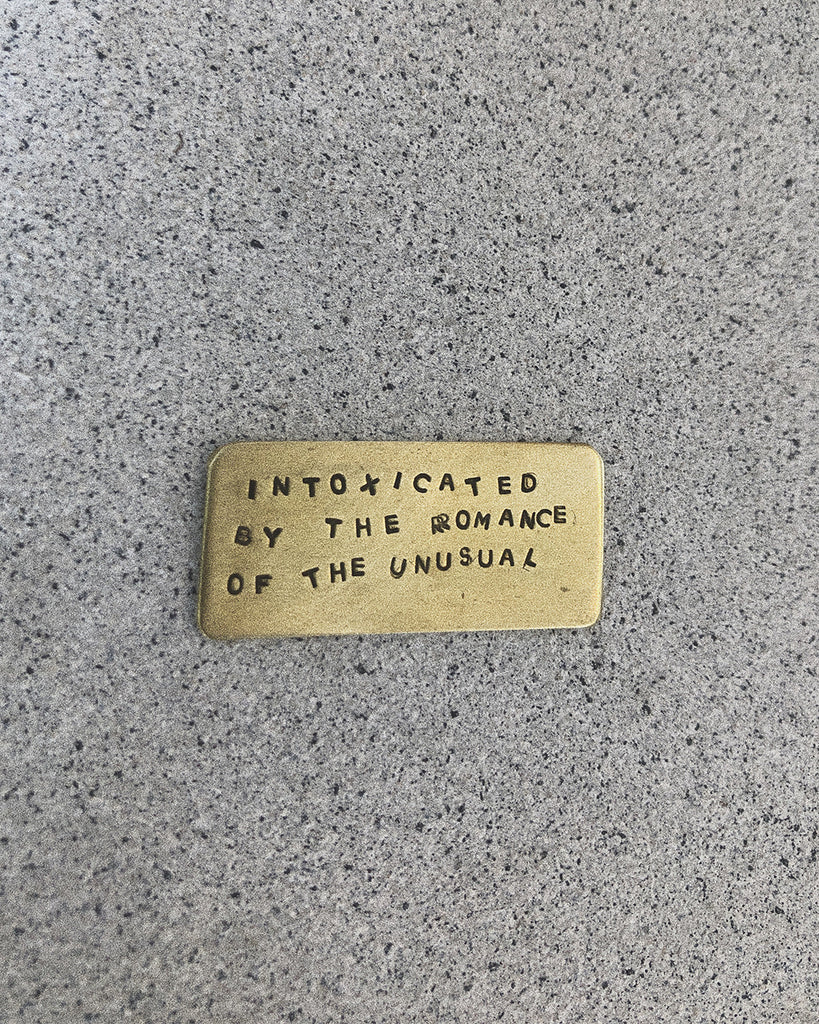 INTOXICATED
BY THE ROMANCE
OF THE UNUSUAL